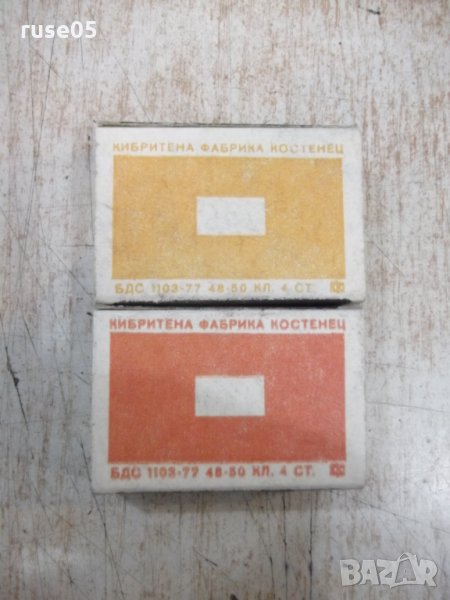 ruse05
КИБРИТЕНА ФАБРИКА КОСТЕНЕЦ
БДС 1103-77 48-50 КЛ. 4 СТ.
КИБРИТЕНА ФАБРИКА КОСТЕНЕЦ
БДС 1103-77 48-50 КЛ. 4 СТ.
BAZAR